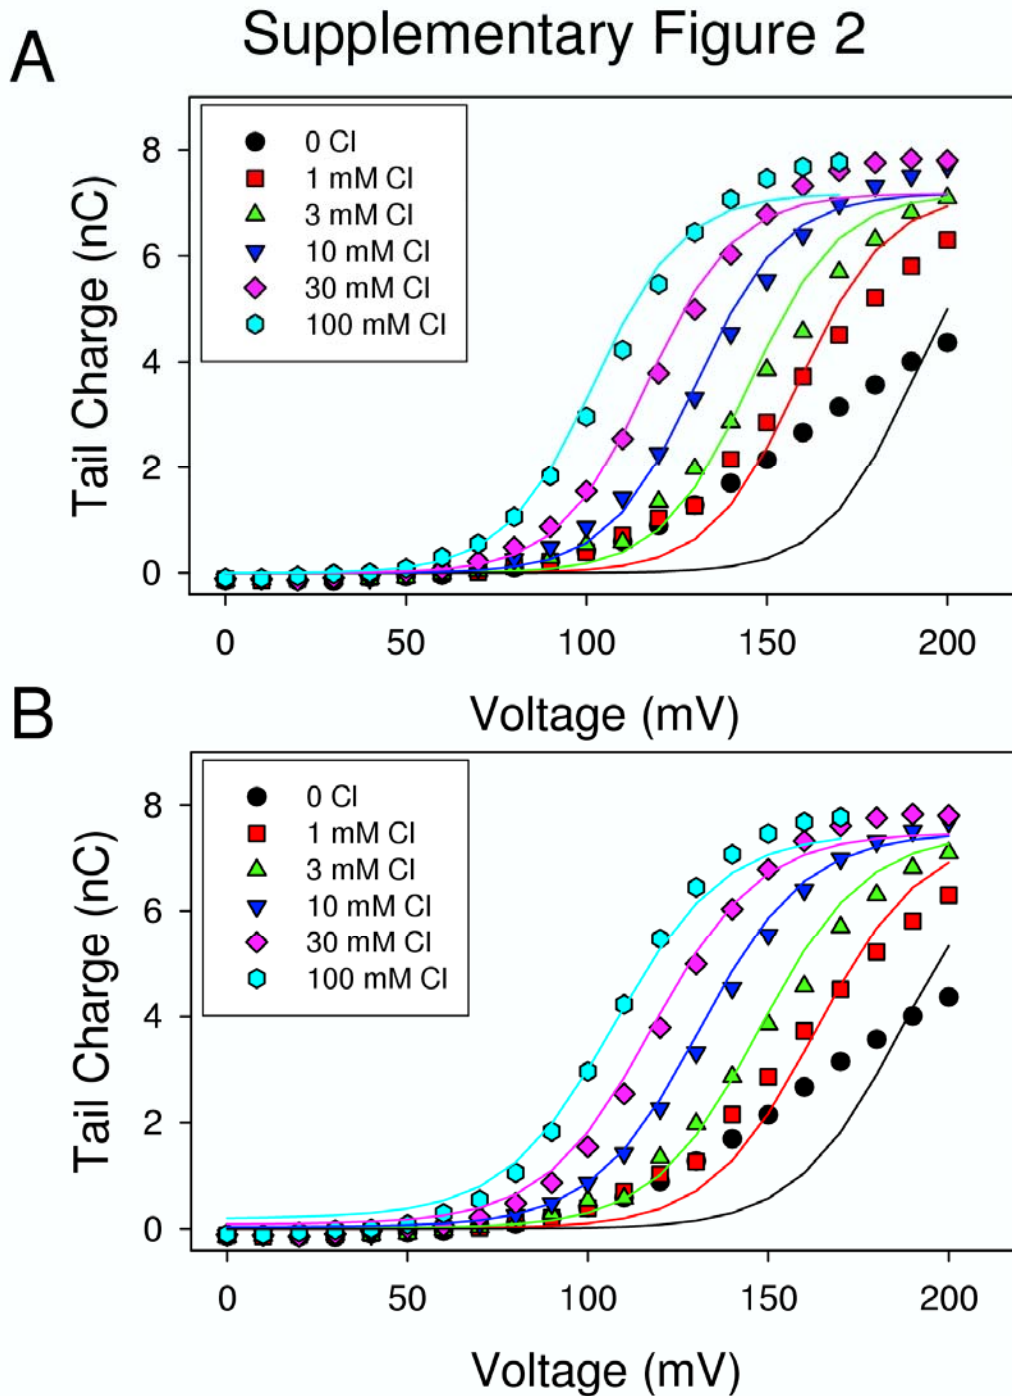 Supplementary Figure 2
A
Tail Charge (nC)
8
6
4
2
0
0 Cl
1 mM Cl
3 mM Cl
10 mM Cl
30 mM Cl
100 mM Cl
0 50 100 150 200
Voltage (mV)
B
Tail Charge (nC)
8
6
4
2
0
0 Cl
1 mM Cl
3 mM Cl
10 mM Cl
30 mM Cl
100 mM Cl
0 50 100 150 200
Voltage (mV)